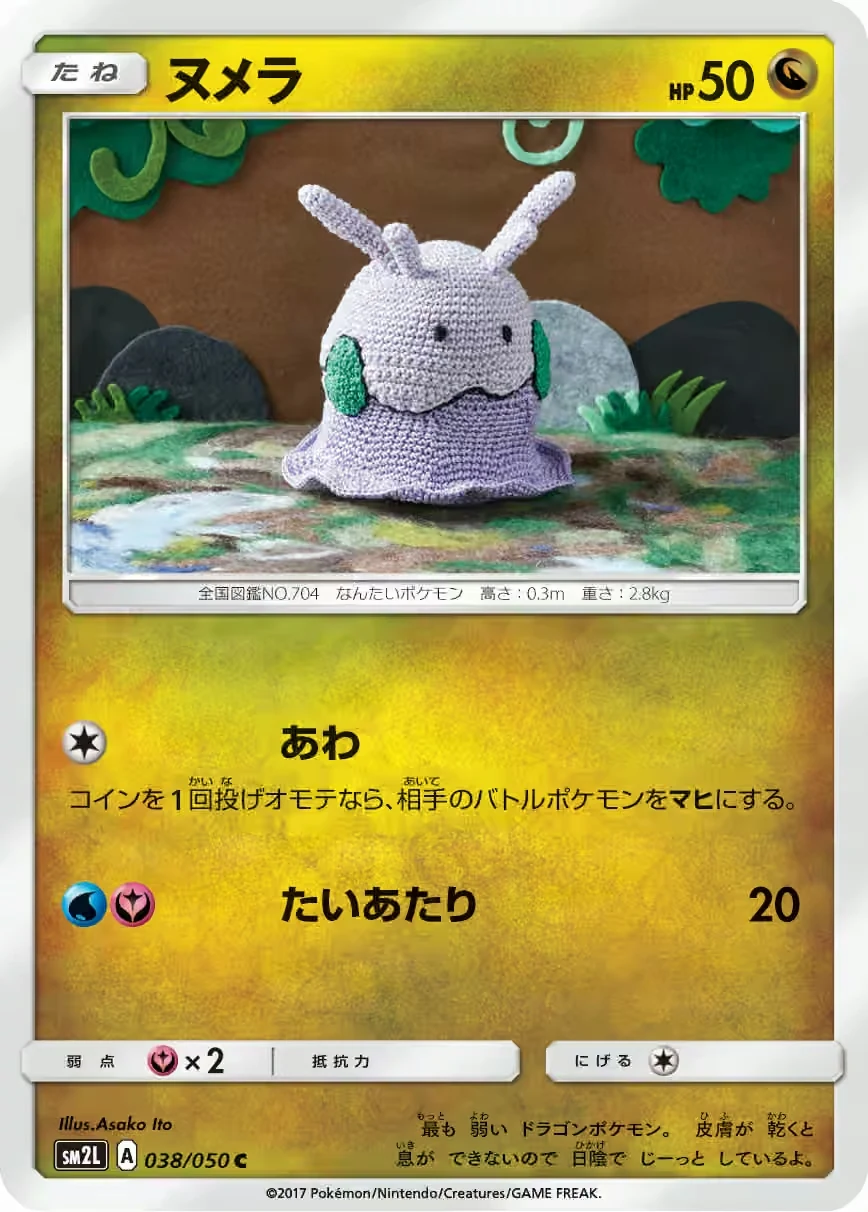 たね ヌメラ HP50
全国図鑑NO.704 なんたいポケモン 高さ:0.3m 重さ:2.8kg
あわ
コインを1回投げオモテなら、相手のバトルポケモンをマヒにする。
たいあたり 20
弱点 ×2 抵抗力 にげる
Illus.Asako Ito
最も 弱い ドラゴンポケモン。 皮膚が 乾くと
息が できないので 日陰で じーっと しているよ。
SM2L A 038/050 C
©2017 Pokémon/Nintendo/Creatures/GAME FREAK.